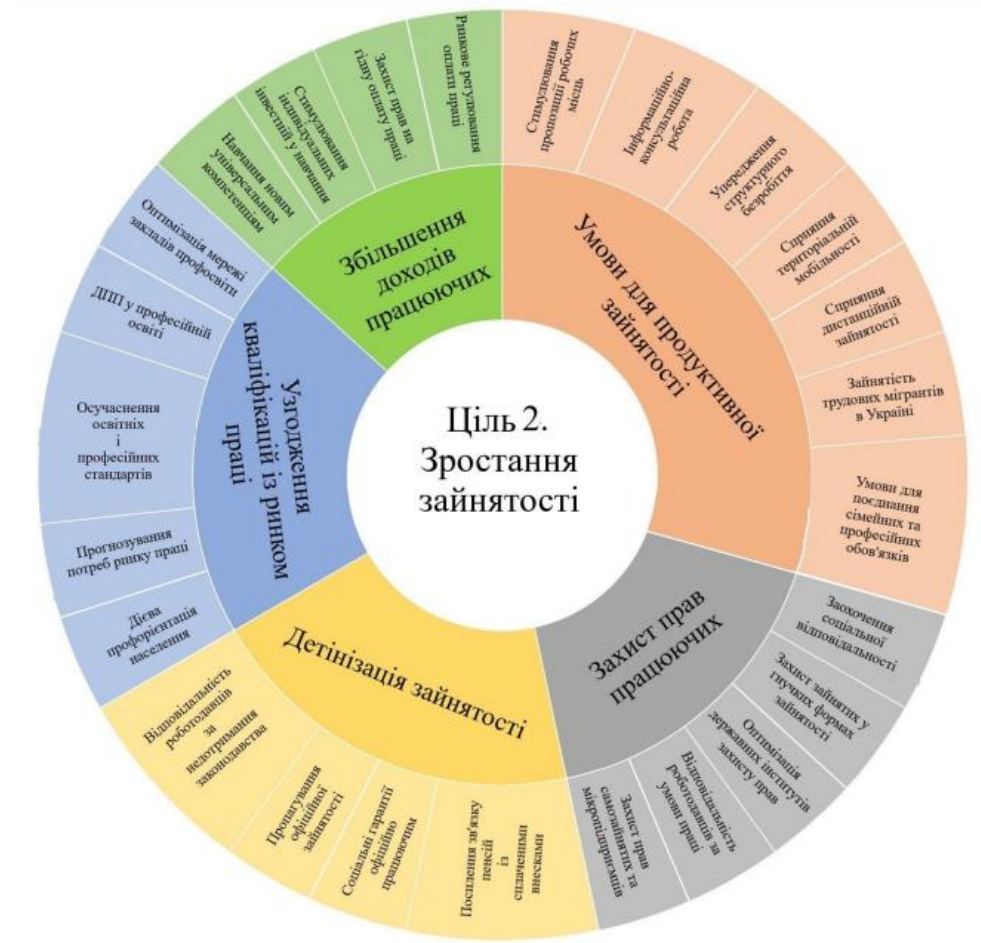 Ціль 2.
Зростання
зайнятості
Умови для продуктивної
зайнятості
Стимулювання
пропозиції робочих
місць
Інформаційно-
консультаційна
робота
Упередження
структурного
безробіття
Сприяння
територіальній
мобільності
Сприяння
дистанційній
зайнятості
Зайнятість
трудових мігрантів
в Україні
Умови для
поєднання
сімейних та
професійних
обов'язків
Захист прав
працюючих
Заохочення
соціальної
відповідальності
Захист зайнятих у
гнучких формах
зайнятості
Оптимізація
державних інститутів
захисту прав
Відповідальність
роботодавців за
умови праці
Захист прав
самозайнятих та
мікропідприємців
Детінізація зайнятості
Посилення зв'язку
пенсій
із
сплаченими
внесками
Соціальні гарантії
офіційно
працюючим
Пропагування
офіційної
зайнятості
Відповідальність
роботодавців
за
недотримання
законодавства
Узгодження
кваліфікацій із ринком
праці
Дієва
профорієнтація
населення
Прогнозування
потреб ринку праці
Осучаснення
освітніх
і
професійних
стандартів
ДПП у професійній
освіті
Оптимізація мережі
закладів профосвіти
Збільшення
доходів
працюючих
Навчання новим
універсальним
компетенціям
Стимулювання
індивідуальних
інвестицій у навчання
Захист прав на
гідну оплату праці
Ринкове регулювання
оплати праці